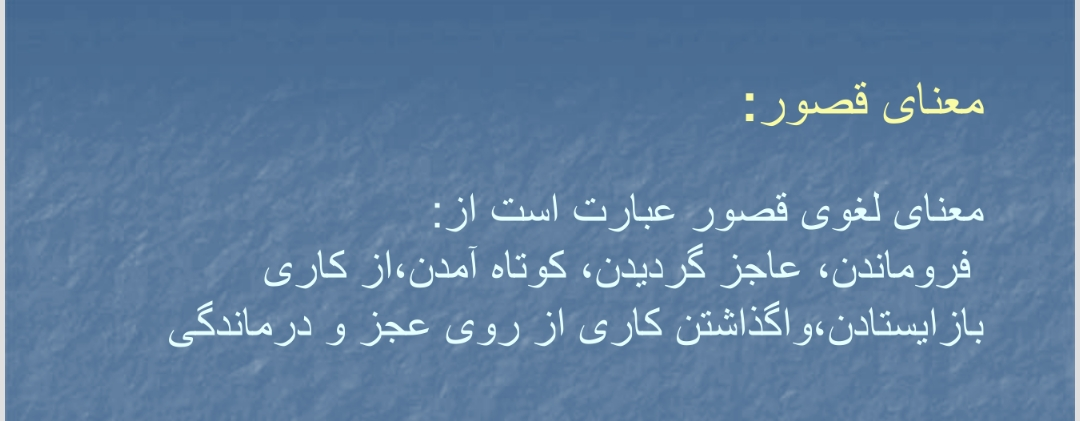 معنای قصور:
معنای لغوی قصور عبارت است از:
فروماندن، عاجز گردیدن، کوتاه آمدن،از کاری
بازایستادن،واگذاشتن کاری از روی عجز و درماندگی